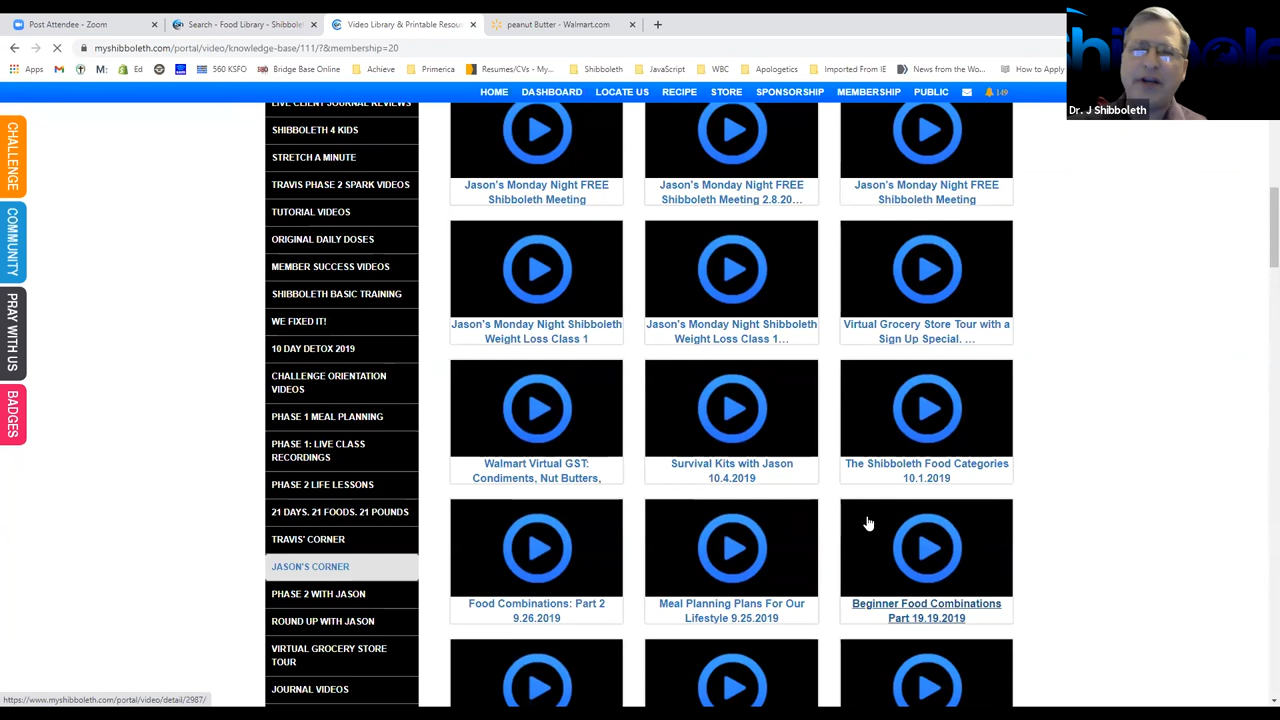 Post Attendee - Zoom
Search - Food Library - Shibbole
Video Library & Printable Resou
peanut Butter - Walmart.com
myshibboleth.com/portal/video/knowledge-base/111/?&membership=20
Apps
Ed
560 KSFO
Bridge Base Online
Achieve
Primerica
Resumes/CVs - My...
Shibboleth
JavaScript
WBC
Apologetics
Imported From IE
News from the Wo...
How to Apply
Dr. J Shibboleth
HOME
DASHBOARD
LOCATE US
RECIPE
STORE
SPONSORSHIP
MEMBERSHIP
PUBLIC
149
CHALLENGE
COMMUNITY
PRAY WITH US
BADGES
LIVE CLIENT JOURNAL REVIEWS
SHIBBOLETH 4 KIDS
STRETCH A MINUTE
TRAVIS PHASE 2 SPARK VIDEOS
TUTORIAL VIDEOS
ORIGINAL DAILY DOSES
MEMBER SUCCESS VIDEOS
SHIBBOLETH BASIC TRAINING
WE FIXED IT!
10 DAY DETOX 2019
CHALLENGE ORIENTATION
VIDEOS
PHASE 1 MEAL PLANNING
PHASE 1: LIVE CLASS
RECORDINGS
PHASE 2 LIFE LESSONS
21 DAYS. 21 FOODS. 21 POUNDS
TRAVIS' CORNER
JASON'S CORNER
PHASE 2 WITH JASON
ROUND UP WITH JASON
VIRTUAL GROCERY STORE
TOUR
JOURNAL VIDEOS
Jason's Monday Night FREE
Shibboleth Meeting
Jason's Monday Night FREE
Shibboleth Meeting 2.8.20...
Jason's Monday Night FREE
Shibboleth Meeting
Jason's Monday Night Shibboleth
Weight Loss Class 1
Jason's Monday Night Shibboleth
Weight Loss Class 1...
Virtual Grocery Store Tour with a
Sign Up Special. ...
Walmart Virtual GST:
Condiments, Nut Butters,
Survival Kits with Jason
10.4.2019
The Shibboleth Food Categories
10.1.2019
Food Combinations: Part 2
9.26.2019
Meal Planning Plans For Our
Lifestyle 9.25.2019
Beginner Food Combinations
Part 19.19.2019
https://www.myshibboleth.com/portal/video/detail/2987/